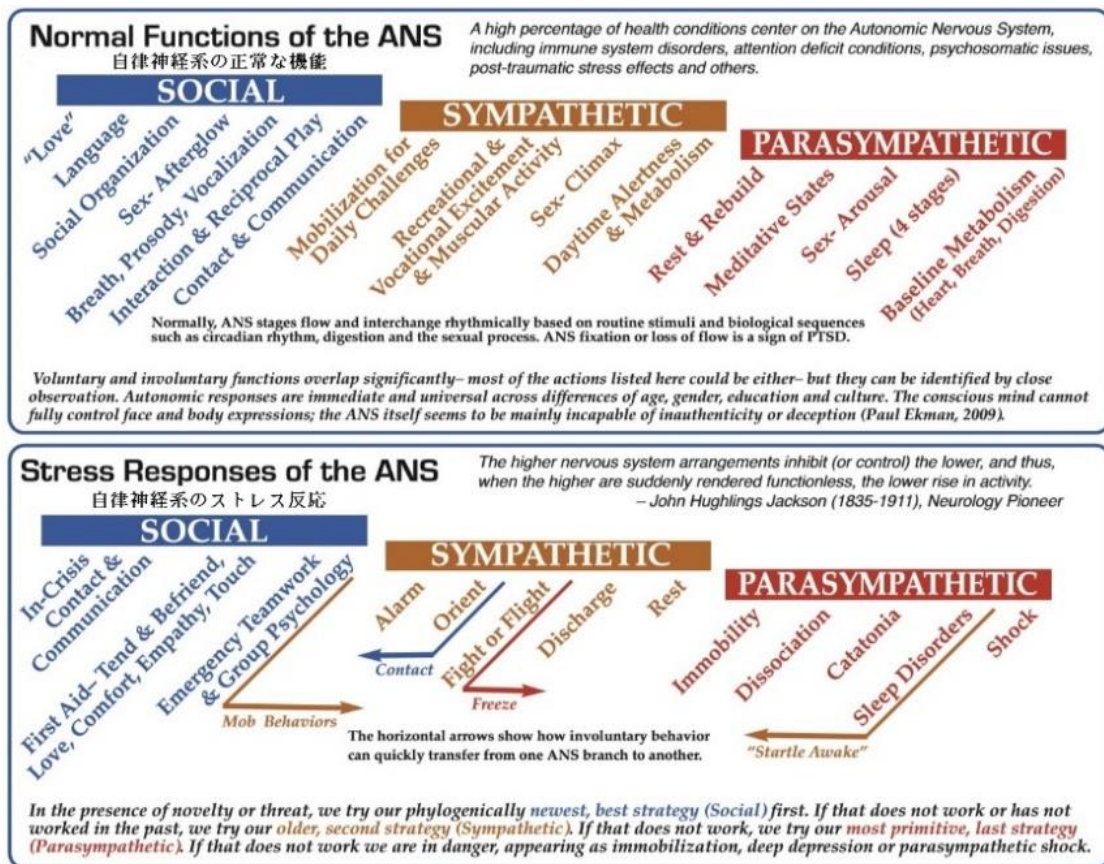 Normal Functions of the ANS
自律神経系の正常な機能
A high percentage of health conditions center on the Autonomic Nervous System,
including immune system disorders, attention deficit conditions, psychosomatic issues,
post-traumatic stress effects and others.
SOCIAL
"Love"
Language
Social Organization
Sex- Afterglow
Breath, Prosody, Vocalization
Interaction & Reciprocal Play
Contact & Communication
SYMPATHETIC
Mobilization for
Daily Challenges
Recreational &
Vocational Excitement
& Muscular Activity
Sex- Climax
Daytime Alertness
& Metabolism
PARASYMPATHETIC
Rest & Rebuild
Meditative States
Sex- Arousal
Sleep (4 stages)
Baseline Metabolism
(Heart, Breath, Digestion)
Normally, ANS stages flow and interchange rhythmically based on routine stimuli and biological sequences
such as circadian rhythm, digestion and the sexual process. ANS fixation or loss of flow is a sign of PTSD.
Voluntary and involuntary functions overlap significantly– most of the actions listed here could be either– but they can be identified by close
observation. Autonomic responses are immediate and universal across differences of age, gender, education and culture. The conscious mind cannot
fully control face and body expressions; the ANS itself seems to be mainly incapable of inauthenticity or deception (Paul Ekman, 2009).
Stress Responses of the ANS
自律神経系のストレス反応
The higher nervous system arrangements inhibit (or control) the lower, and thus,
when the higher are suddenly rendered functionless, the lower rise in activity.
– John Hughlings Jackson (1835-1911), Neurology Pioneer
SOCIAL
In-Crisis
Contact &
Communication
First Aid– Tend & Befriend,
Love, Comfort, Empathy, Touch
Emergency Teamwork
& Group Psychology
Mob Behaviors
SYMPATHETIC
Alarm
Orient
Contact
Fight or Flight
Freeze
Discharge
Rest
PARASYMPATHETIC
Immobility
Dissociation
Catatonia
Sleep Disorders
Shock
"Startle Awake"
The horizontal arrows show how involuntary behavior
can quickly transfer from one ANS branch to another.
In the presence of novelty or threat, we try our phylogenically newest, best strategy (Social) first. If that does not work or has not
worked in the past, we try our older, second strategy (Sympathetic). If that does not work, we try our most primitive, last strategy
(Parasympathetic). If that does not work we are in danger, appearing as immobilization, deep depression or parasympathetic shock.